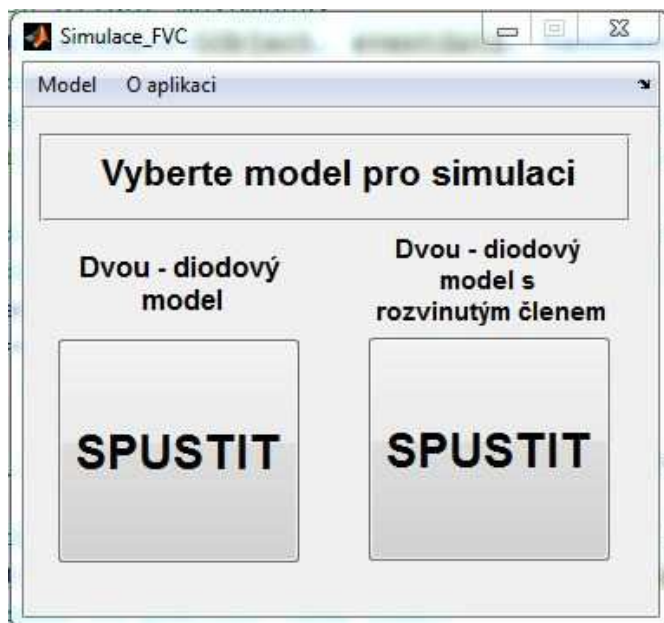 Simulace_FVC
Model O aplikaci
Vyberte model pro simulaci
Dvou - diodový
model
Dvou - diodový
model s
rozvinutým členem
SPUSTIT
SPUSTIT